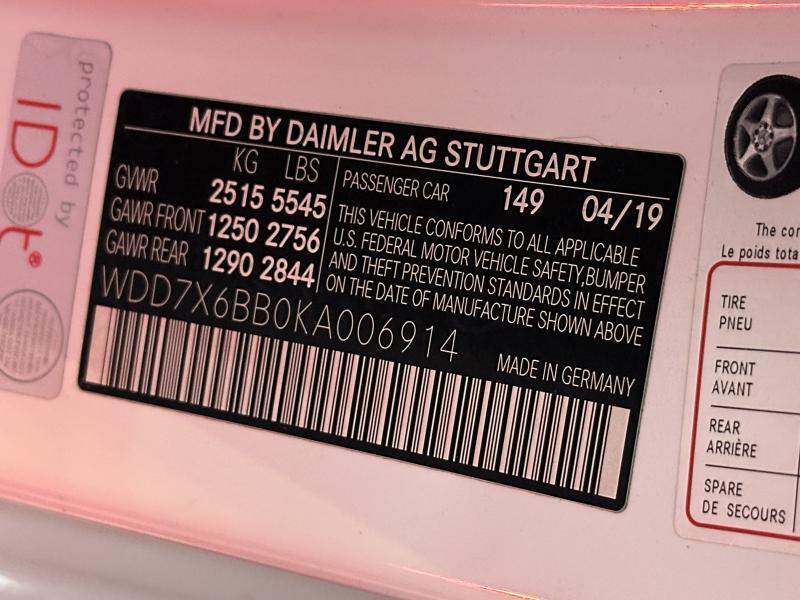 protected by
IDot®
MFD BY DAIMLER AG STUTTGART
KG LBS
GVWR 2515 5545
GAWR FRONT 1250 2756
GAWR REAR 1290 2844
PASSENGER CAR 149 04/19
THIS VEHICLE CONFORMS TO ALL APPLICABLE
U.S. FEDERAL MOTOR VEHICLE SAFETY,BUMPER
AND THEFT PREVENTION STANDARDS IN EFFECT
ON THE DATE OF MANUFACTURE SHOWN ABOVE
WDD7X6BB0KA006914
MADE IN GERMANY
The
Le poids
TIRE
PNEU
FRONT
AVANT
REAR
ARRIÈRE
SPARE
DE SECOURS